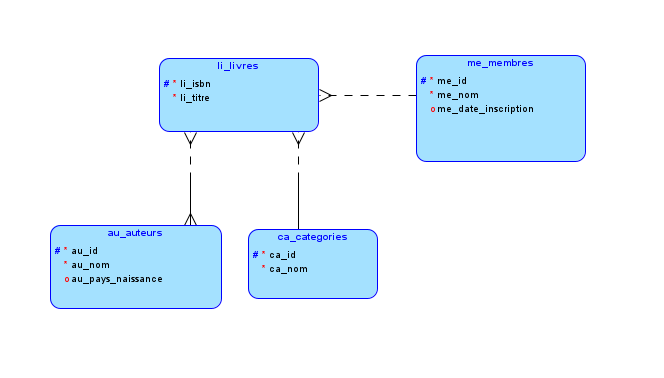 li_livres
# * li_isbn
* li_titre
me_membres
# * me_id
* me_nom
o me_date_inscription
au_auteurs
# * au_id
* au_nom
o au_pays_naissance
ca_categories
# * ca_id
* ca_nom